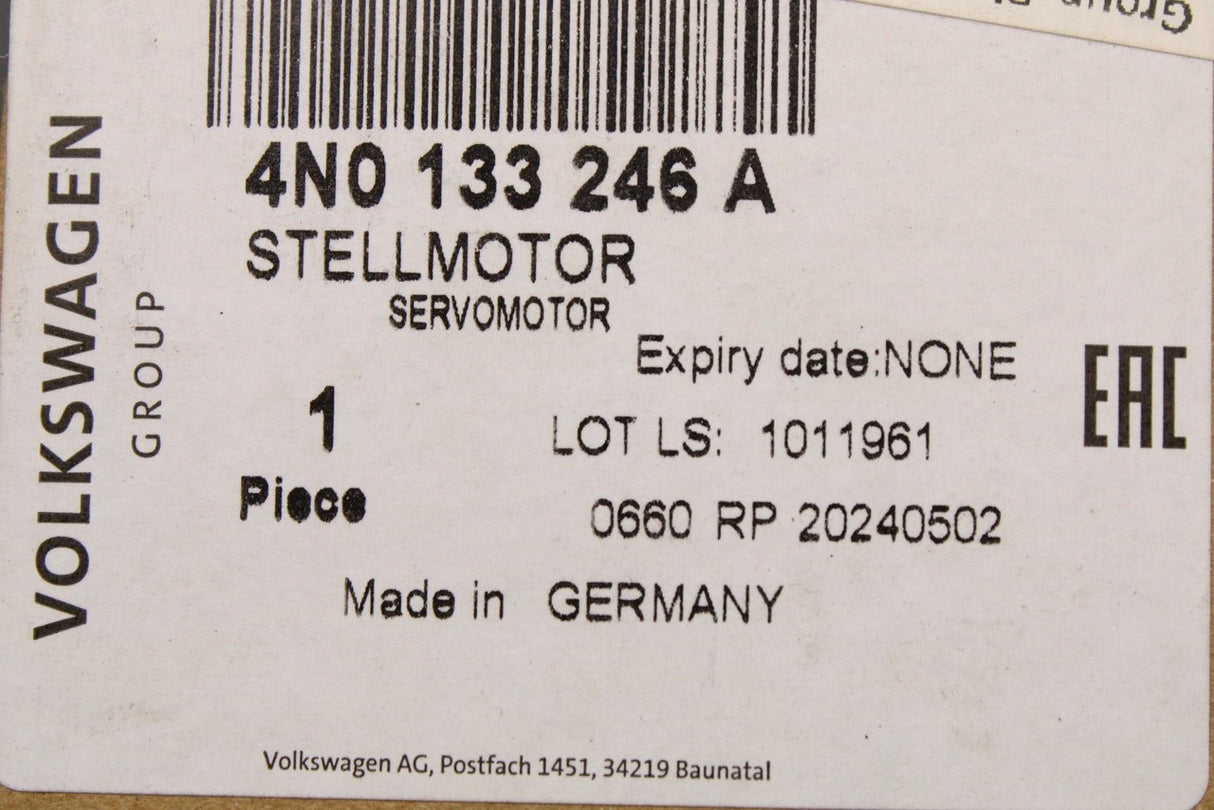 Group
4N0 133 246 A
STELLMOTOR
SERVOMOTOR
Expiry date:NONE
1
LOT LS: 1011961
Piece
0660 RP 20240502
Made in GERMANY
EAC
VOLKSWAGEN
GROUP
Volkswagen AG, Postfach 1451, 34219 Baunatal